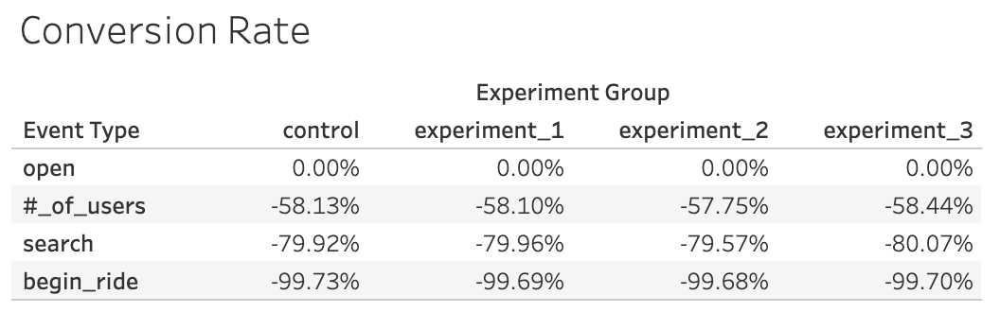 Conversion Rate
Experiment Group
Event Type control experiment_1 experiment_2 experiment_3
open 0.00% 0.00% 0.00% 0.00%
#_of_users -58.13% -58.10% -57.75% -58.44%
search -79.92% -79.96% -79.57% -80.07%
begin_ride -99.73% -99.69% -99.68% -99.70%